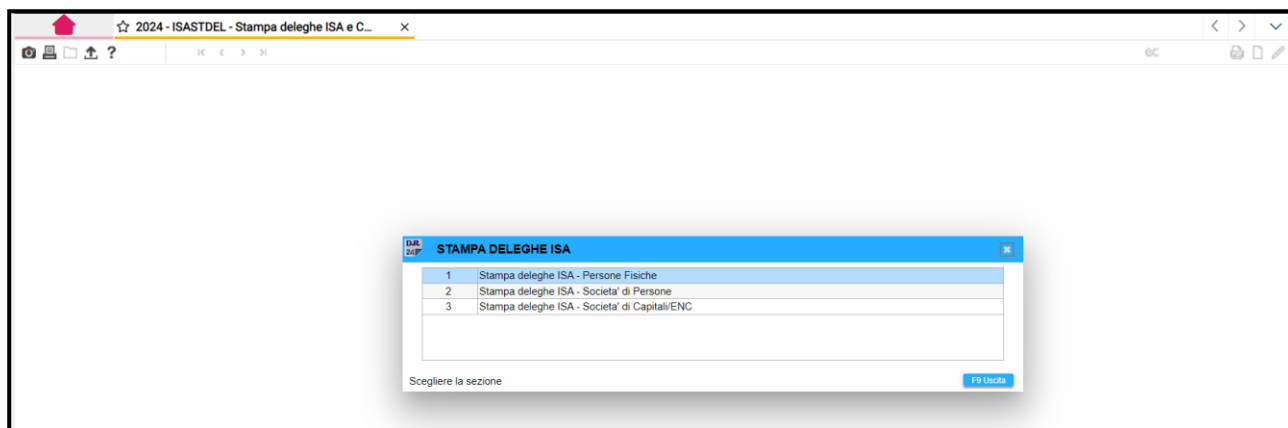 2024 - ISASTDEL - Stampa deleghe ISA e C...
D.R.
24
STAMPA DELEGHE ISA
1 Stampa deleghe ISA - Persone Fisiche
2 Stampa deleghe ISA - Societa' di Persone
3 Stampa deleghe ISA - Societa' di Capitali/ENC
Scegliere la sezione
F9 Uscita